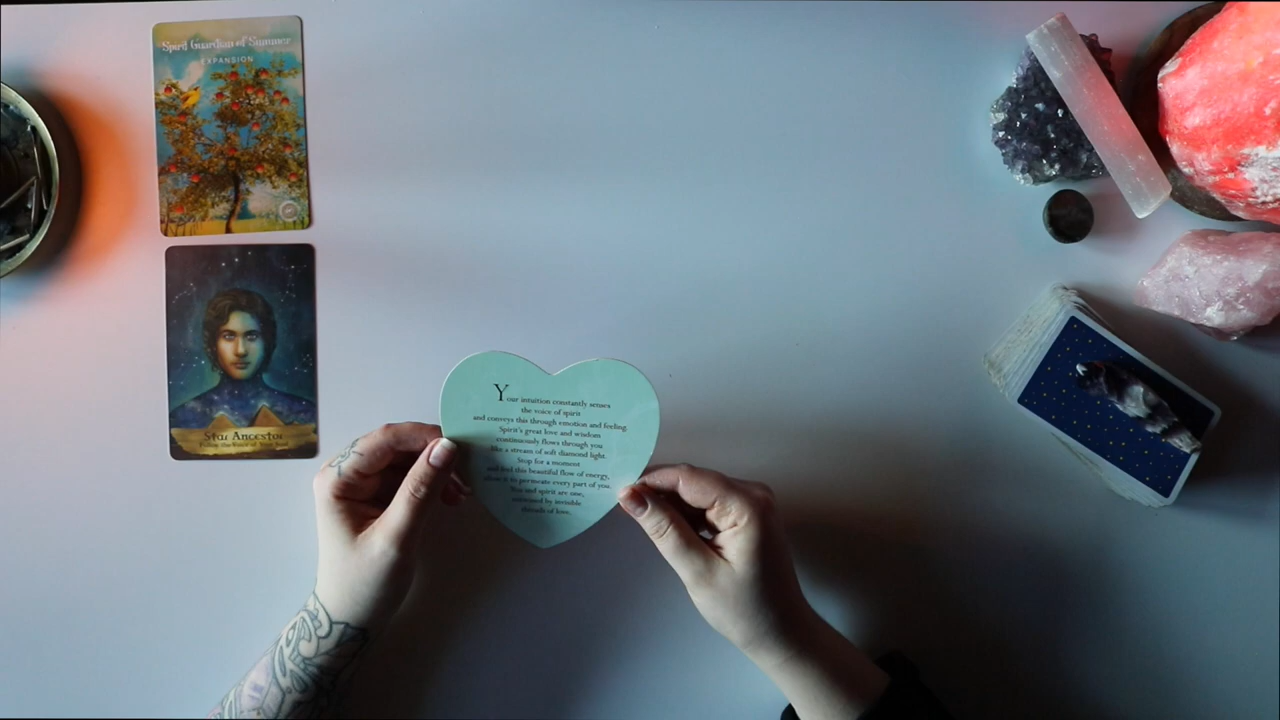 Spirit Guardian of Summer
EXPANSION
Star Ancestor
Follow the Voice of Your Soul
Your intuition constantly senses
the voice of spirit
and conveys this through emotion and feeling.
Spirit's great love and wisdom
continuously flows through you
like a stream of soft diamond light.
Stop for a moment
and feel this beautiful flow of energy,
allow it to permeate every part of you.
You and spirit are one,
connected by invisible
threads of love.